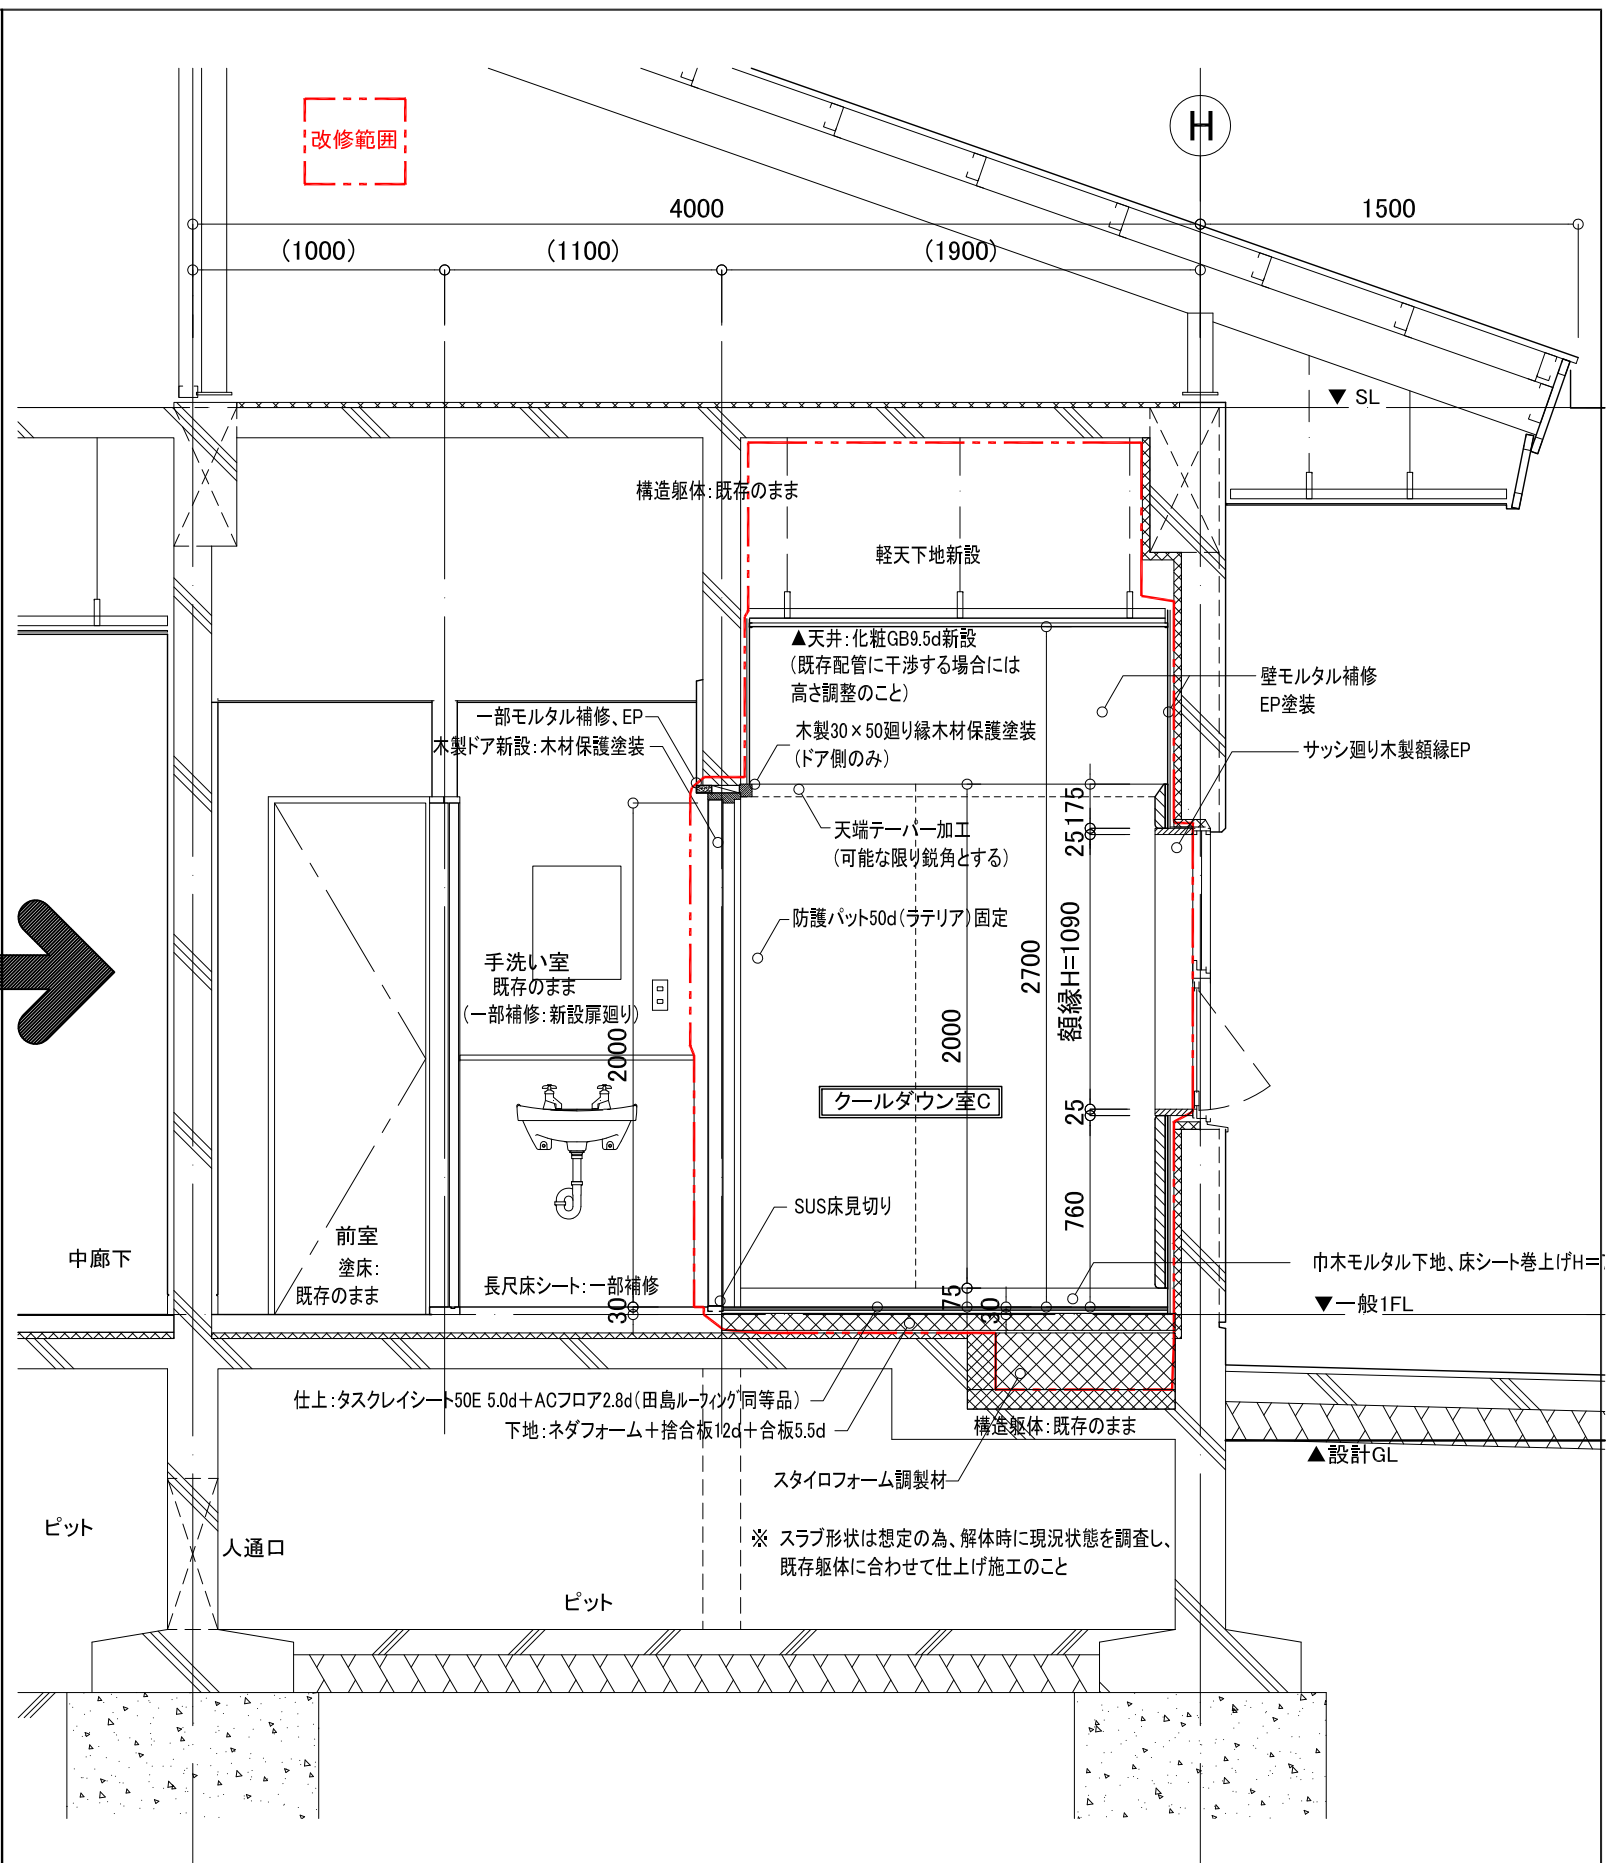 改修範囲
H
4000
1500
(1000)
(1100)
(1900)
▼ SL
構造躯体：既存のまま
軽天下地新設
▲天井：化粧GB9.5d新設
(既存配管に干渉する場合には
高さ調整のこと)
壁モルタル補修
EP塗装
一部モルタル補修、EP
木製ドア新設：木材保護塗装
木製30×50廻り縁木材保護塗装
(ドア側のみ)
サッシ廻り木製額縁EP
175
25
天端テーパー加工
(可能な限り鋭角とする)
防護パット50d(ラテリア)固定
手洗い室
既存のまま
(一部補修：新設扉廻り)
2000
2000
2700
額縁H=1090
クールダウン室C
25
760
SUS床見切り
前室
塗床：
既存のまま
中廊下
長尺床シート：一部補修
30
75
30
巾木モルタル下地、床シート巻上げH=
▼一般1FL
仕上：タスクレイシート50E 5.0d＋ACフロア2.8d(田島ルーフィング同等品)
下地：ネダフォーム＋捨合板12d＋合板5.5d
構造躯体：既存のまま
▲設計GL
スタイロフォーム調製材
ピット
人通口
※ スラブ形状は想定の為、解体時に現況状態を調査し、
既存躯体に合わせて仕上げ施工のこと
ピット